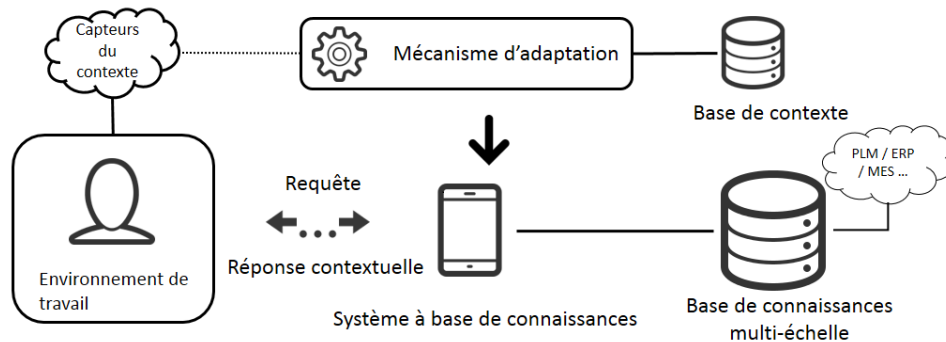 Capteurs
du
contexte
Mécanisme d'adaptation
Base de contexte
PLM / ERP
/ MES ...
Requête
Réponse contextuelle
Environnement de
travail
Système à base de connaissances
Base de connaissances
multi-échelle